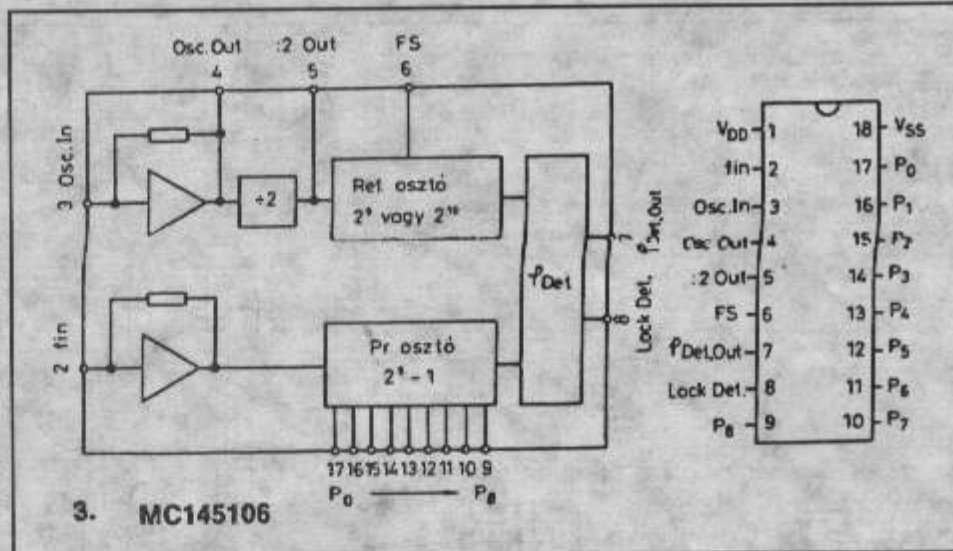 Osc. Out :2 Out FS
4 5 6
3 Osc. In
÷2
Ref. osztó
2⁹ vagy 2¹⁰
φDet
7 φDet.Out
8 Lock Det.
2 fin
Pr osztó
2⁹-1
17 16 15 14 13 12 11 10 9
P0 P8
VDD 1 18 VSS
fin 2 17 P0
Osc.In 3 16 P1
Osc Out 4 15 P2
:2 Out 5 14 P3
FS 6 13 P4
φDet.Out 7 12 P5
Lock Det. 8 11 P6
P8 9 10 P7
3. MC145106